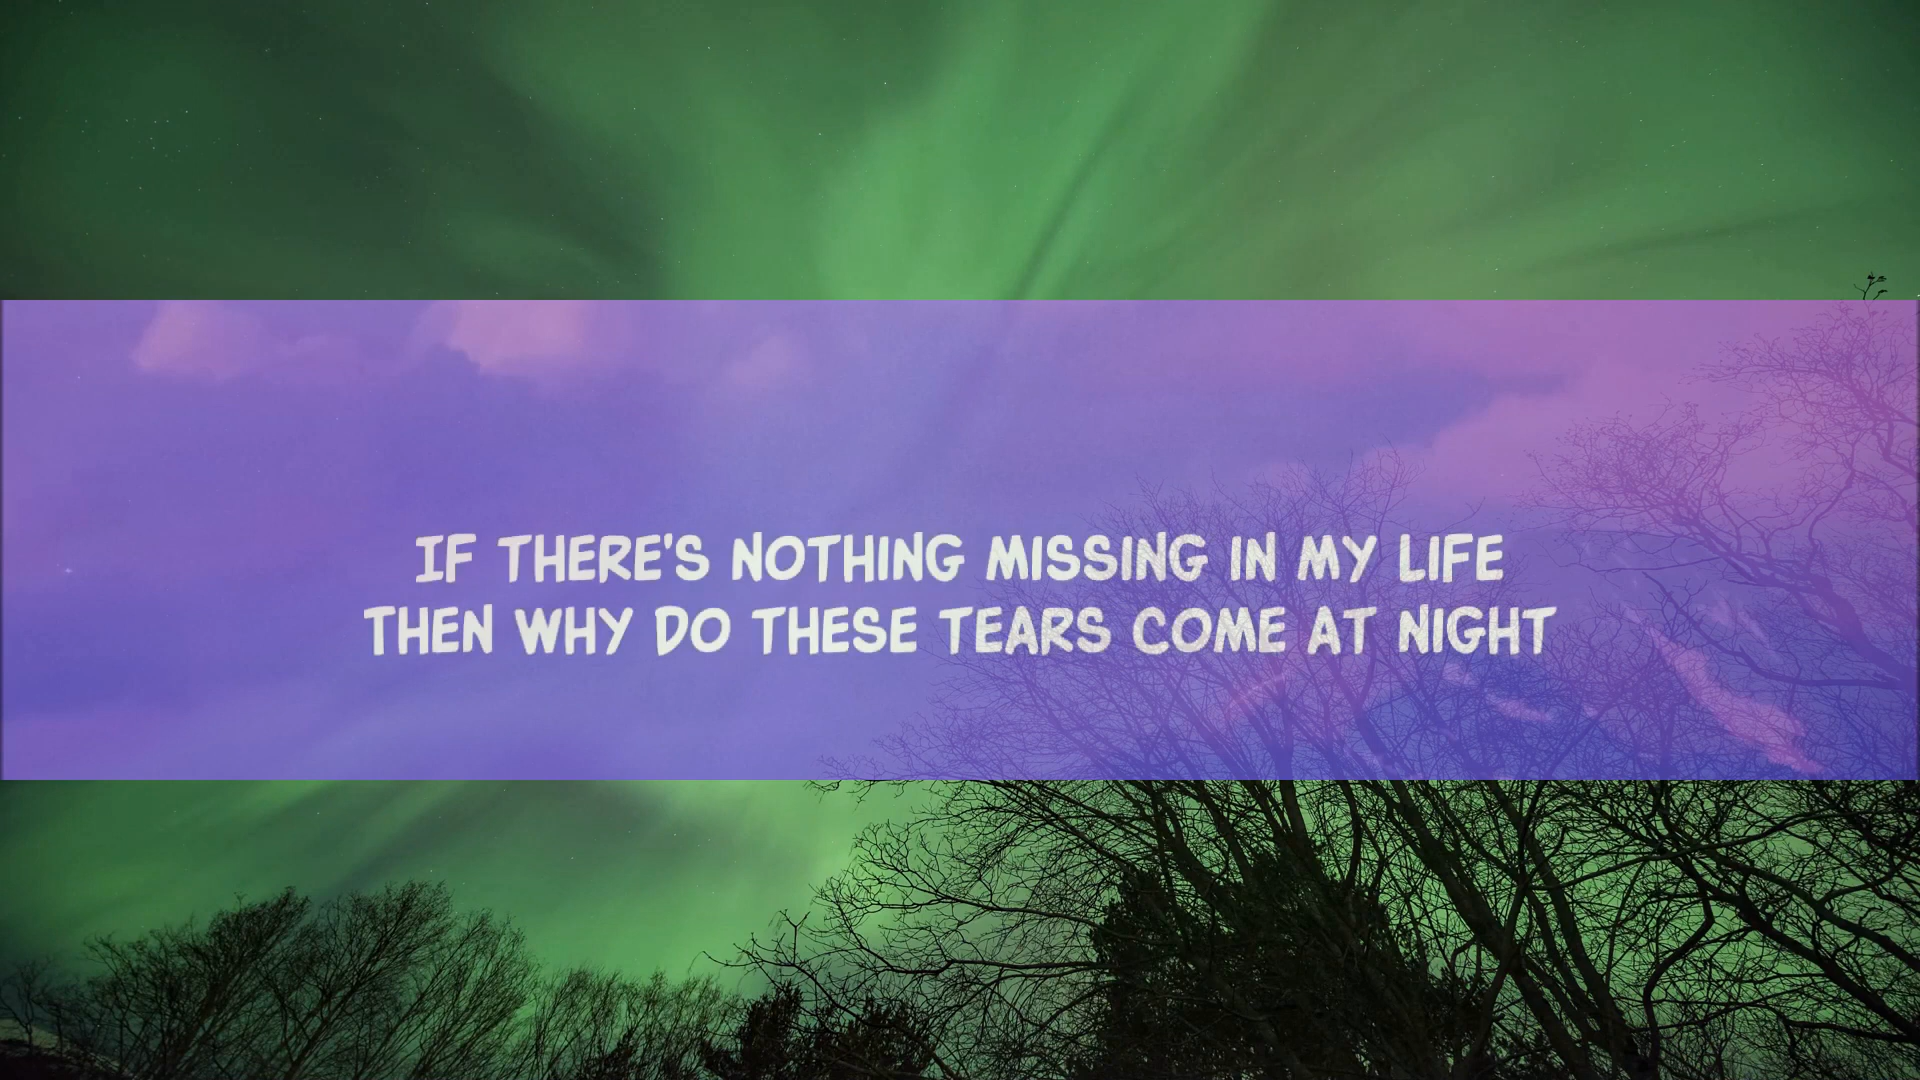 IF THERE'S NOTHING MISSING IN MY LIFE
THEN WHY DO THESE TEARS COME AT NIGHT